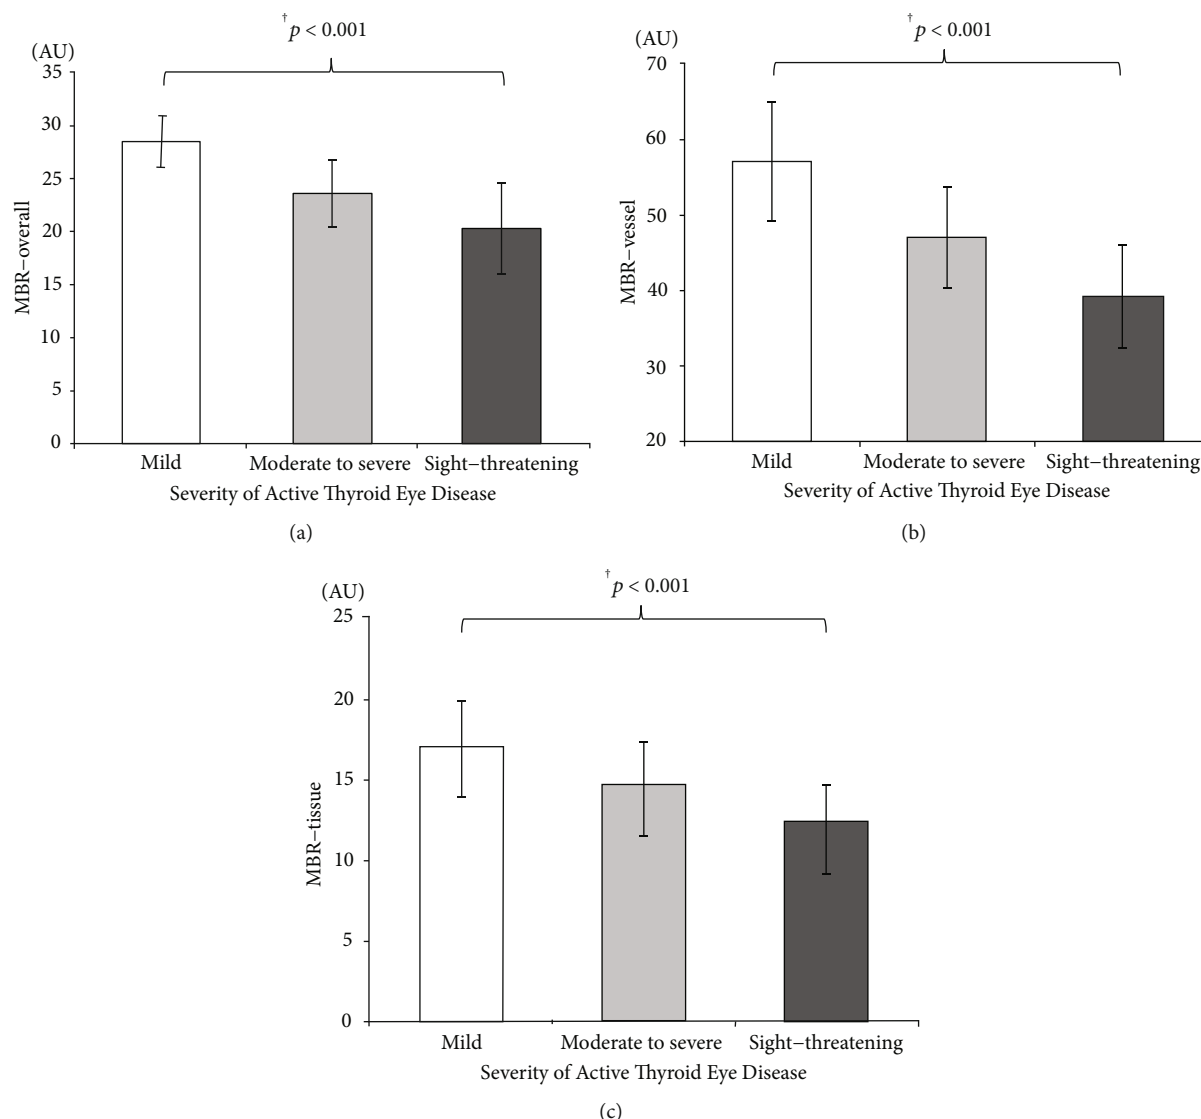 † p < 0.001
(AU)
35
30
25
20
15
10
5
0
MBR−overall
Mild
Moderate to severe
Sight−threatening
Severity of Active Thyroid Eye Disease
(a)
† p < 0.001
(AU)
70
60
50
40
30
20
MBR−vessel
Mild
Moderate to severe
Sight−threatening
Severity of Active Thyroid Eye Disease
(b)
† p < 0.001
(AU)
25
20
15
10
5
0
MBR−tissue
Mild
Moderate to severe
Sight−threatening
Severity of Active Thyroid Eye Disease
(c)